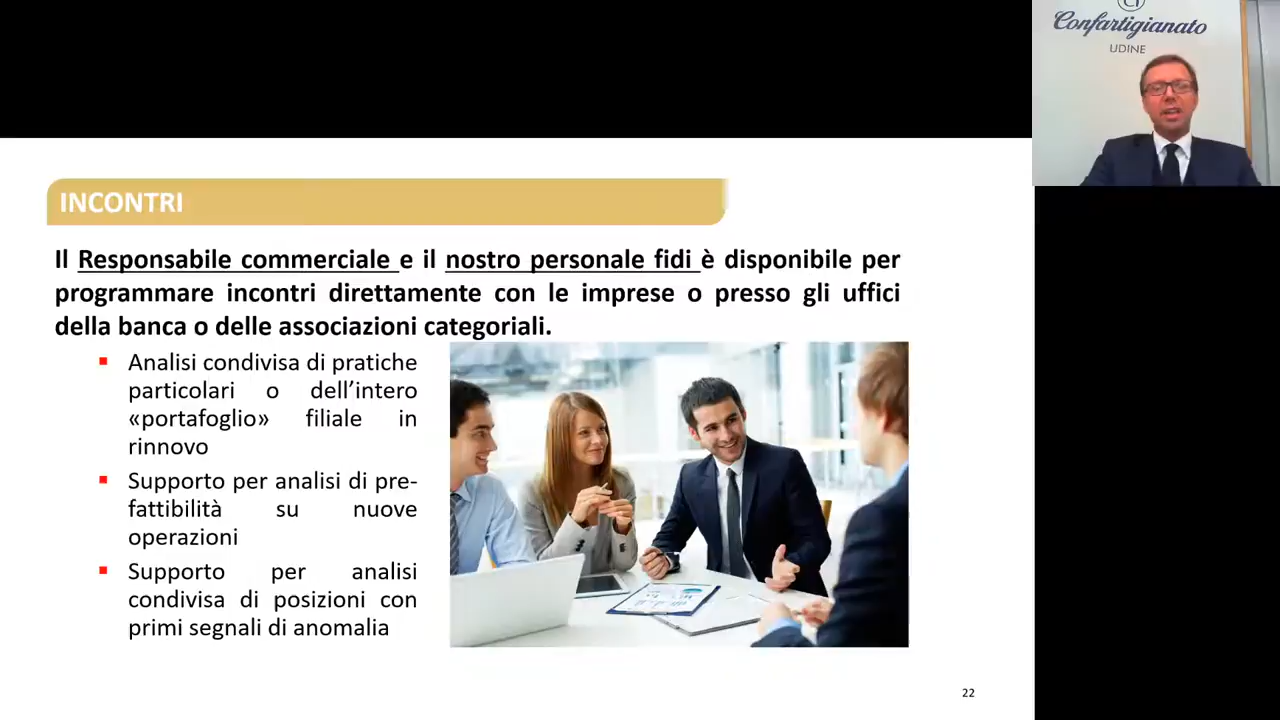 Confartigianato
UDINE
INCONTRI
Il Responsabile commerciale e il nostro personale fidi è disponibile per
programmare incontri direttamente con le imprese o presso gli uffici
della banca o delle associazioni categoriali.
▪ Analisi condivisa di pratiche
particolari o dell’intero
«portafoglio» filiale in
rinnovo
▪ Supporto per analisi di pre-
fattibilità su nuove
operazioni
▪ Supporto per analisi
condivisa di posizioni con
primi segnali di anomalia
22